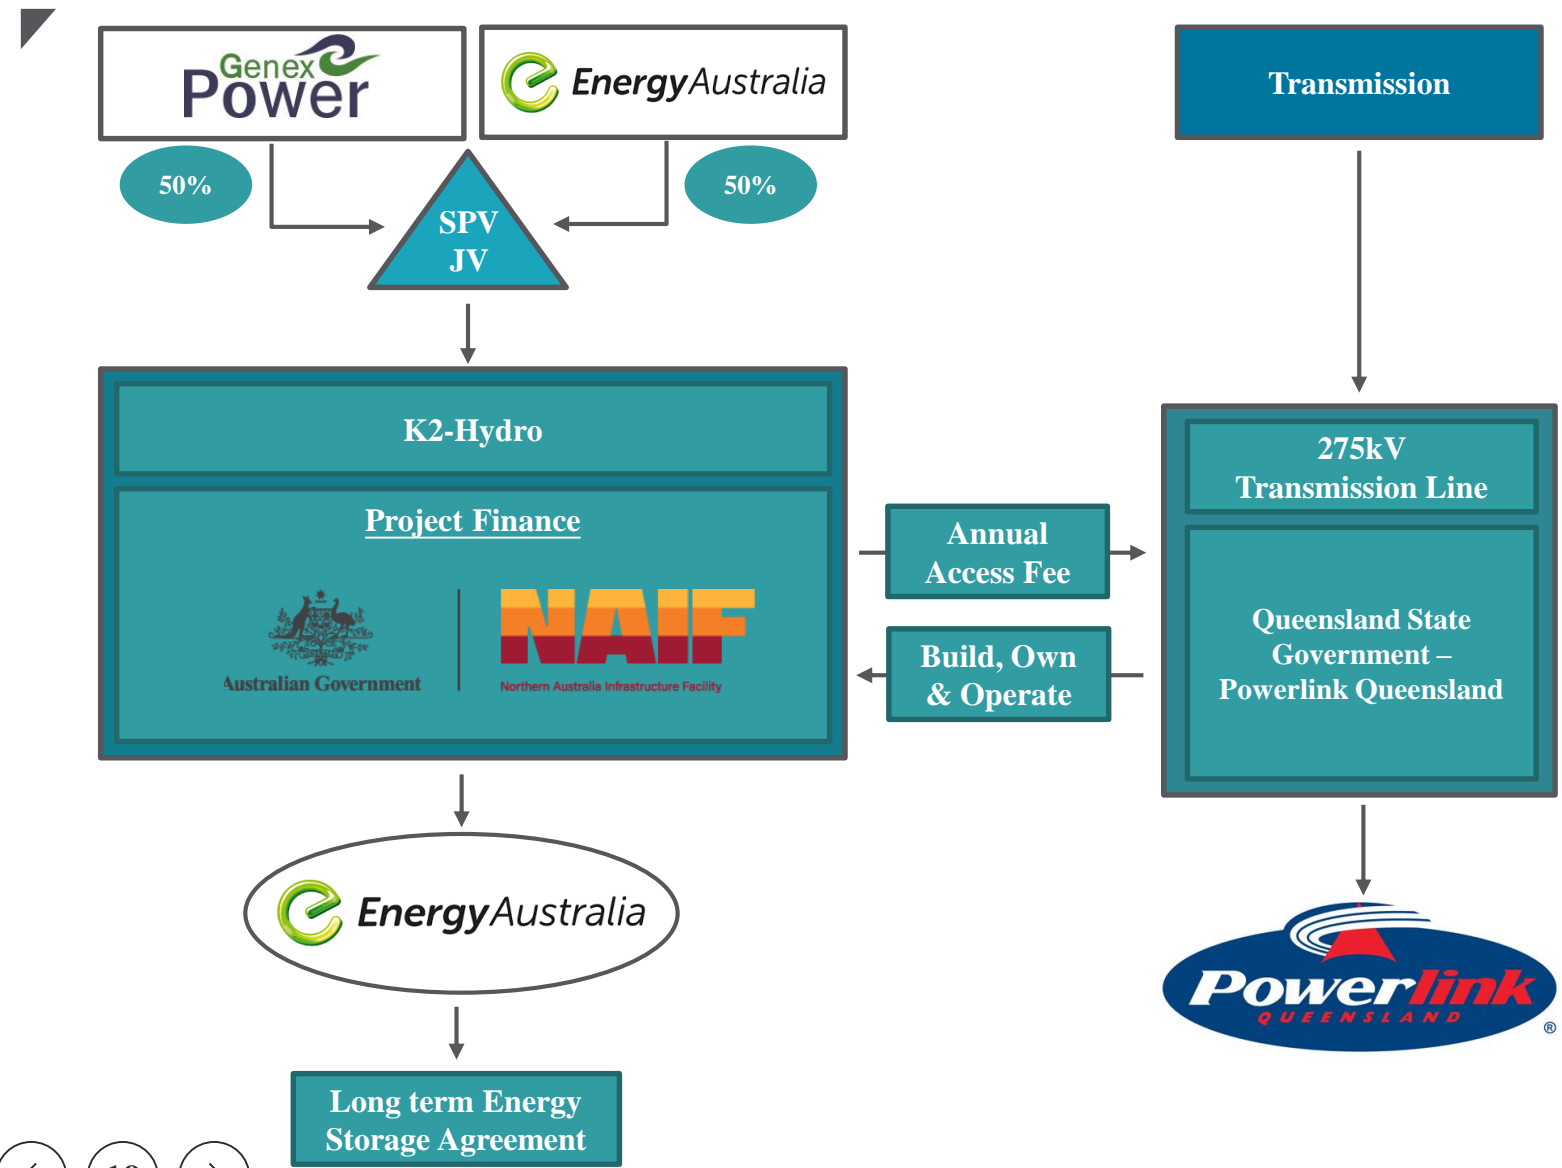 Genex
Power
EnergyAustralia
Transmission
50%
50%
SPV
JV
K2-Hydro
Project Finance
Australian Government
NAIF
Northern Australia Infrastructure Facility
Annual
Access Fee
Build, Own
& Operate
275kV
Transmission Line
Queensland State
Government –
Powerlink Queensland
EnergyAustralia
Powerlink
QUEENSLAND
®
Long term Energy
Storage Agreement